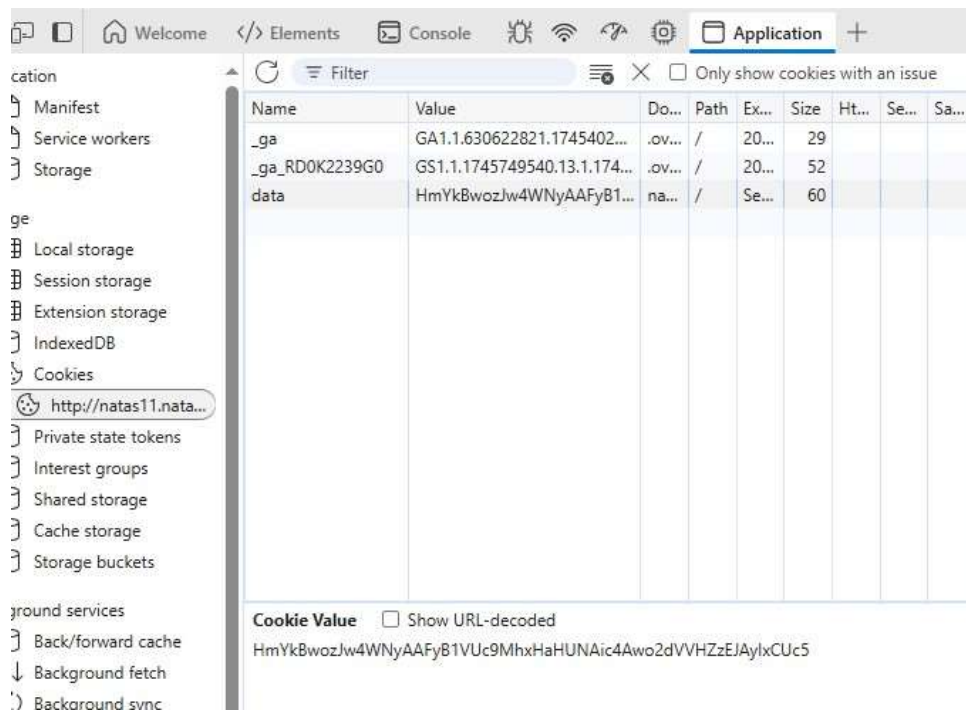 Welcome Elements Console Application
cation
Manifest
Service workers
Storage
ge
Local storage
Session storage
Extension storage
IndexedDB
Cookies
http://natas11.nata...
Private state tokens
Interest groups
Shared storage
Cache storage
Storage buckets
ground services
Back/forward cache
Background fetch
Background sync
Filter Only show cookies with an issue
Name Value Do... Path Ex... Size Ht... Se... Sa...
_ga GA1.1.630622821.1745402... .ov... / 20... 29
_ga_RD0K2239G0 GS1.1.1745749540.13.1.174... .ov... / 20... 52
data HmYkBwozJw4WNyAAFyB1... na... / Se... 60
Cookie Value Show URL-decoded
HmYkBwozJw4WNyAAFyB1VUc9MhxHaHUNAic4Awo2dVVHZzEJAyIxCUc5